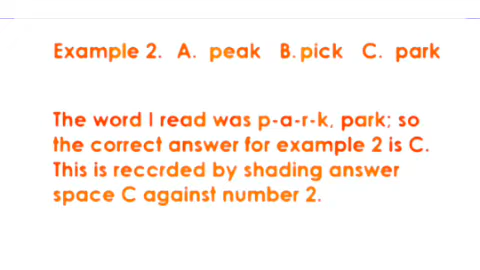 Example 2. A. peak B. pick C. park
The word I read was p-a-r-k, park; so
the correct answer for example 2 is C.
This is reccrded by shading answer
space C against number 2.